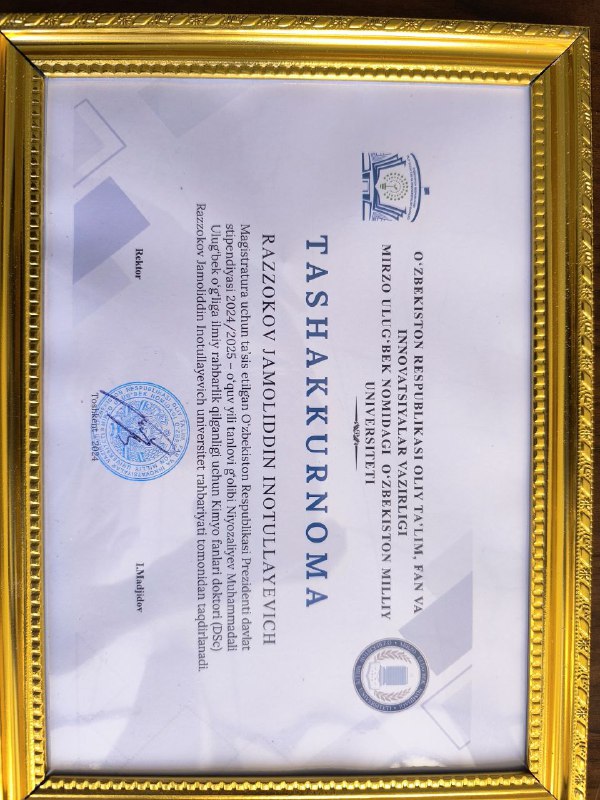 O'ZBEKISTON RESPUBLIKASI OLIY TA'LIM, FAN VA
INNOVATSIYALAR VAZIRLIGI
MIRZO ULUG'BEK NOMIDAGI O'ZBEKISTON MILLIY
UNIVERSITETI
TASHAKKURNOMA
RAZZOKOV JAMOLIDDIN INOTULLAYEVICH
Magistratura uchun ta'sis etilgan O'zbekiston Respublikasi Prezidenti davlat
stipendiyasi 2024/2025 – o'quv yili tanlovi g'olibi Niyozaliyev Muhammadali
Ulug'bek o'g'liga ilmiy rahbarlik qilganligi uchun Kimyo fanlari doktori (DSc)
Razzokov Jamoliddin Inotullayevich universitet rahbariyati tomonidan taqdirlanadi.
Rektor
I.Madjidov
Toshkent - 2024